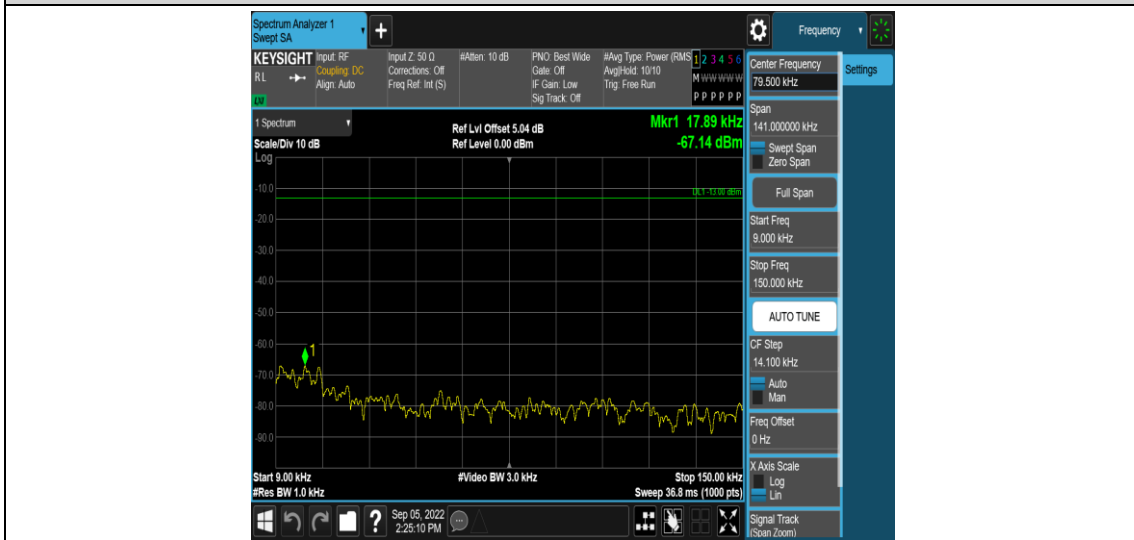 Spectrum Analyzer 1
Swept SA
+
Frequency
KEYSIGHT
RL
LXI
Input: RF
Coupling: DC
Align: Auto
Input Z: 50 Ω
Corrections: Off
Freq Ref: Int (S)
#Atten: 10 dB
PNO: Best Wide
Gate: Off
IF Gain: Low
Sig Track: Off
#Avg Type: Power (RMS
Avg|Hold: 10/10
Trig: Free Run
1 2 3 4 5 6
M W W W W W
P P P P P P
1 Spectrum
Scale/Div 10 dB
Ref Lvl Offset 5.04 dB
Ref Level 0.00 dBm
Mkr1 17.89 kHz
-67.14 dBm
Log
-10.0
DL1 -13.00 dBm
-20.0
-30.0
-40.0
-50.0
-60.0
1
-70.0
-80.0
-90.0
Start 9.00 kHz
#Res BW 1.0 kHz
#Video BW 3.0 kHz
Stop 150.00 kHz
Sweep 36.8 ms (1000 pts)
Center Frequency
79.500 kHz
Settings
Span
141.000000 kHz
Swept Span
Zero Span
Full Span
Start Freq
9.000 kHz
Stop Freq
150.000 kHz
AUTO TUNE
CF Step
14.100 kHz
Auto
Man
Freq Offset
0 Hz
X Axis Scale
Log
Lin
Signal Track
(Span Zoom)
?
Sep 05, 2022
2:25:10 PM